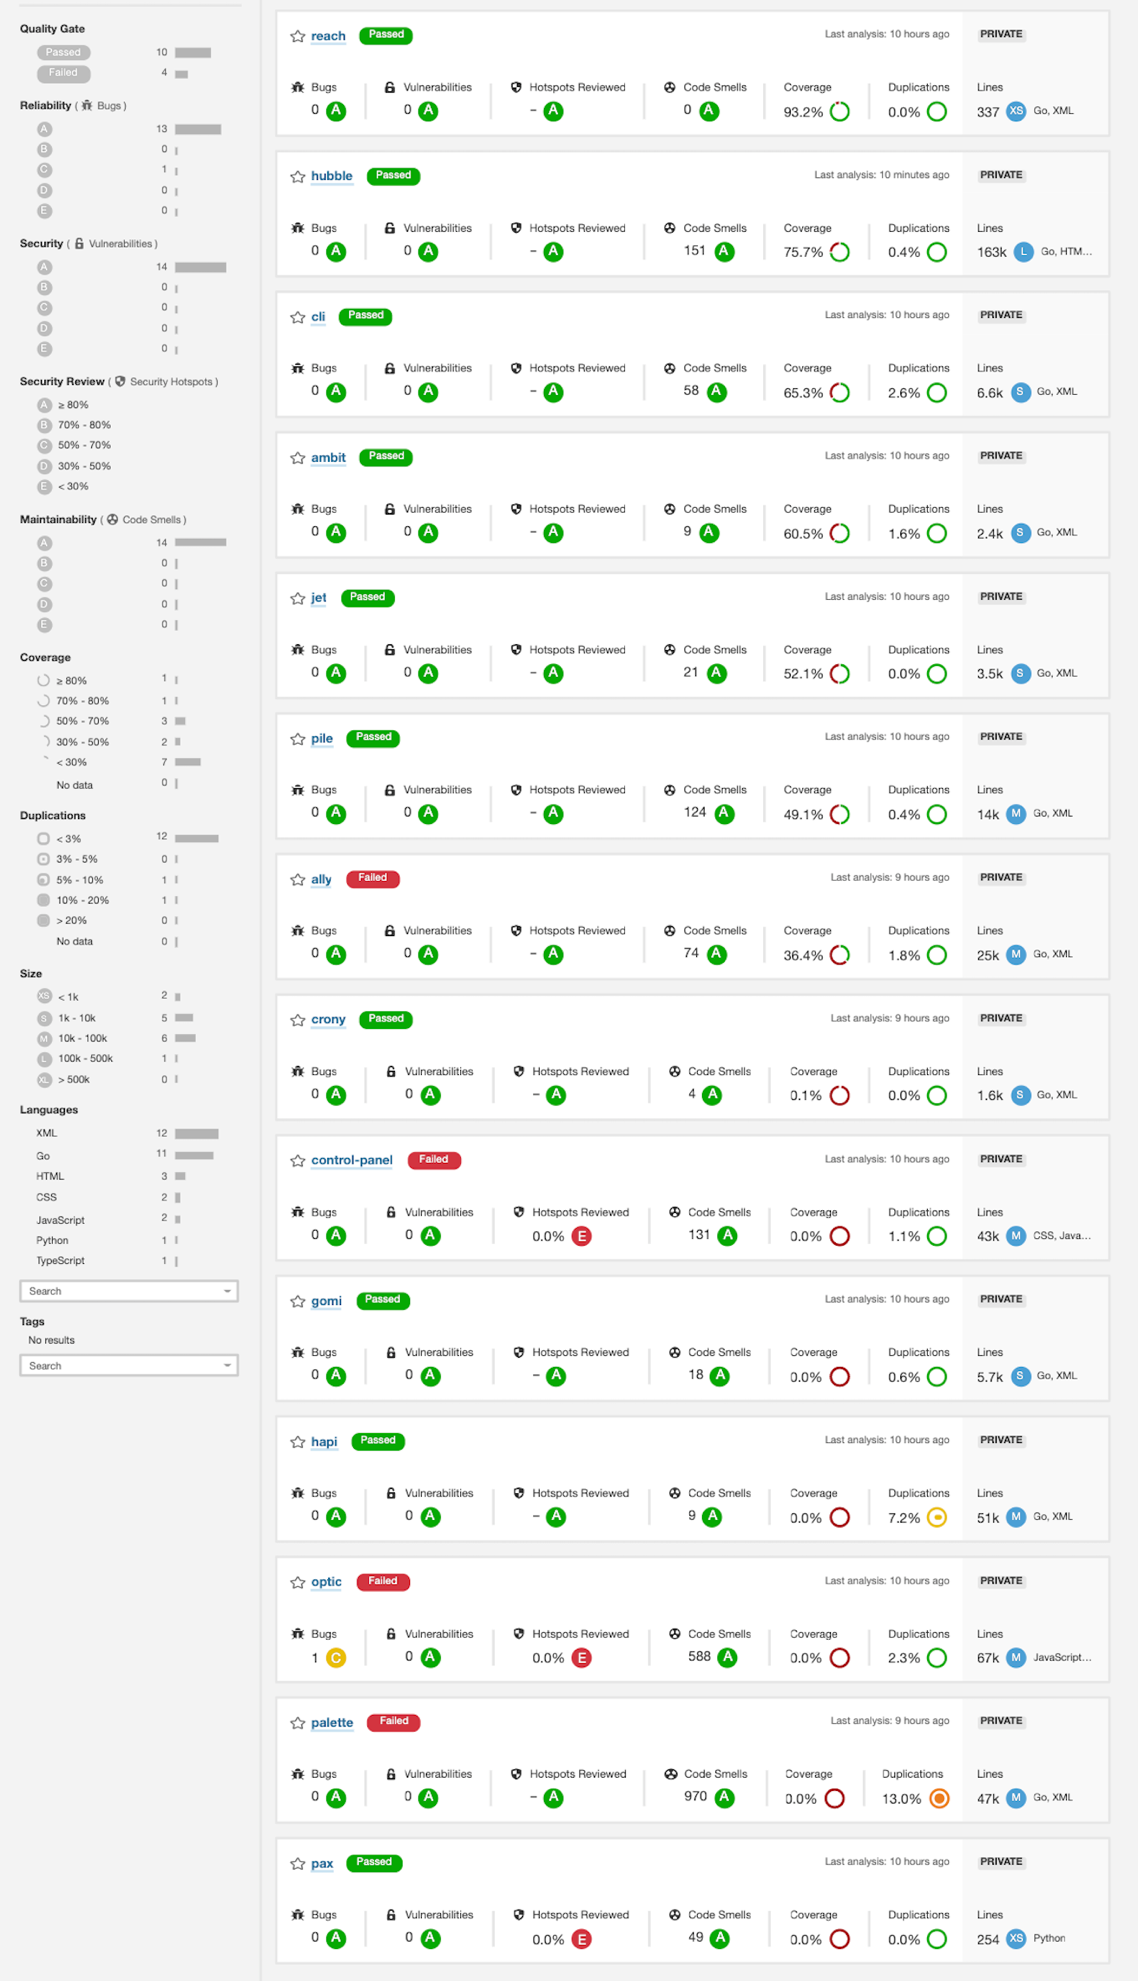 Quality Gate
Passed 10
Failed 4
Reliability ( Bugs )
A 13
B 0
C 1
D 0
E 0
Security ( Vulnerabilities )
A 14
B 0
C 0
D 0
E 0
Security Review ( Security Hotspots )
A ≥ 80%
B 70% - 80%
C 50% - 70%
D 30% - 50%
E < 30%
Maintainability ( Code Smells )
A 14
B 0
C 0
D 0
E 0
Coverage
≥ 80% 1
70% - 80% 1
50% - 70% 3
30% - 50% 2
< 30% 7
No data 0
Duplications
< 3% 12
3% - 5% 0
5% - 10% 1
10% - 20% 1
> 20% 0
No data 0
Size
XS < 1k 2
S 1k - 10k 5
M 10k - 100k 6
L 100k - 500k 1
XL > 500k 0
Languages
XML 12
Go 11
HTML 3
CSS 2
JavaScript 2
Python 1
TypeScript 1
Search
Tags
No results
Search
reach Passed Last analysis: 10 hours ago PRIVATE
Bugs Vulnerabilities Hotspots Reviewed Code Smells Coverage Duplications Lines
0 A 0 A – A 0 A 93.2% 0.0% 337 XS Go, XML
hubble Passed Last analysis: 10 minutes ago PRIVATE
Bugs Vulnerabilities Hotspots Reviewed Code Smells Coverage Duplications Lines
0 A 0 A – A 151 A 75.7% 0.4% 163k L Go, HTM...
cli Passed Last analysis: 10 hours ago PRIVATE
Bugs Vulnerabilities Hotspots Reviewed Code Smells Coverage Duplications Lines
0 A 0 A – A 58 A 65.3% 2.6% 6.6k S Go, XML
ambit Passed Last analysis: 10 hours ago PRIVATE
Bugs Vulnerabilities Hotspots Reviewed Code Smells Coverage Duplications Lines
0 A 0 A – A 9 A 60.5% 1.6% 2.4k S Go, XML
jet Passed Last analysis: 10 hours ago PRIVATE
Bugs Vulnerabilities Hotspots Reviewed Code Smells Coverage Duplications Lines
0 A 0 A – A 21 A 52.1% 0.0% 3.5k S Go, XML
pile Passed Last analysis: 10 hours ago PRIVATE
Bugs Vulnerabilities Hotspots Reviewed Code Smells Coverage Duplications Lines
0 A 0 A – A 124 A 49.1% 0.4% 14k M Go, XML
ally Failed Last analysis: 9 hours ago PRIVATE
Bugs Vulnerabilities Hotspots Reviewed Code Smells Coverage Duplications Lines
0 A 0 A – A 74 A 36.4% 1.8% 25k M Go, XML
crony Passed Last analysis: 9 hours ago PRIVATE
Bugs Vulnerabilities Hotspots Reviewed Code Smells Coverage Duplications Lines
0 A 0 A – A 4 A 0.1% 0.0% 1.6k S Go, XML
control-panel Failed Last analysis: 10 hours ago PRIVATE
Bugs Vulnerabilities Hotspots Reviewed Code Smells Coverage Duplications Lines
0 A 0 A 0.0% E 131 A 0.0% 1.1% 43k M CSS, Java...
gomi Passed Last analysis: 10 hours ago PRIVATE
Bugs Vulnerabilities Hotspots Reviewed Code Smells Coverage Duplications Lines
0 A 0 A – A 18 A 0.0% 0.6% 5.7k S Go, XML
hapi Passed Last analysis: 10 hours ago PRIVATE
Bugs Vulnerabilities Hotspots Reviewed Code Smells Coverage Duplications Lines
0 A 0 A – A 9 A 0.0% 7.2% 51k M Go, XML
optic Failed Last analysis: 10 hours ago PRIVATE
Bugs Vulnerabilities Hotspots Reviewed Code Smells Coverage Duplications Lines
1 C 0 A 0.0% E 588 A 0.0% 2.3% 67k M JavaScript...
palette Failed Last analysis: 9 hours ago PRIVATE
Bugs Vulnerabilities Hotspots Reviewed Code Smells Coverage Duplications Lines
0 A 0 A – A 970 A 0.0% 13.0% 47k M Go, XML
pax Passed Last analysis: 10 hours ago PRIVATE
Bugs Vulnerabilities Hotspots Reviewed Code Smells Coverage Duplications Lines
0 A 0 A 0.0% E 49 A 0.0% 0.0% 254 XS Python